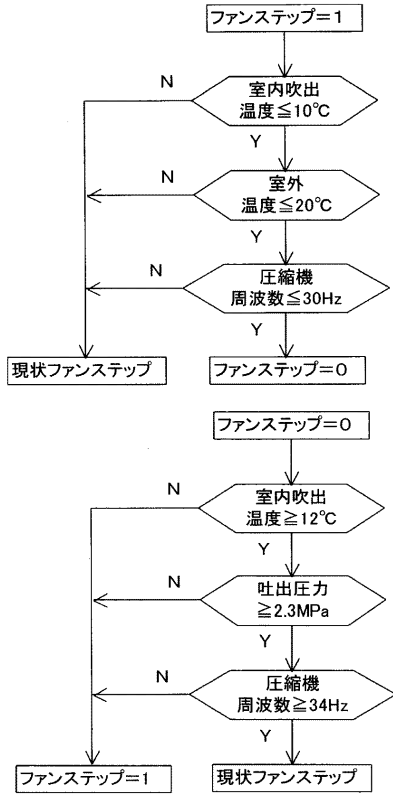 ファンステップ=1
N
室内吹出
温度≦10℃
Y
N
室外
温度≦20℃
Y
N
圧縮機
周波数≦30Hz
Y
現状ファンステップ
ファンステップ=0
ファンステップ=0
N
室内吹出
温度≧12℃
Y
N
吐出圧力
≧2.3MPa
Y
N
圧縮機
周波数≧34Hz
Y
ファンステップ=1
現状ファンステップ